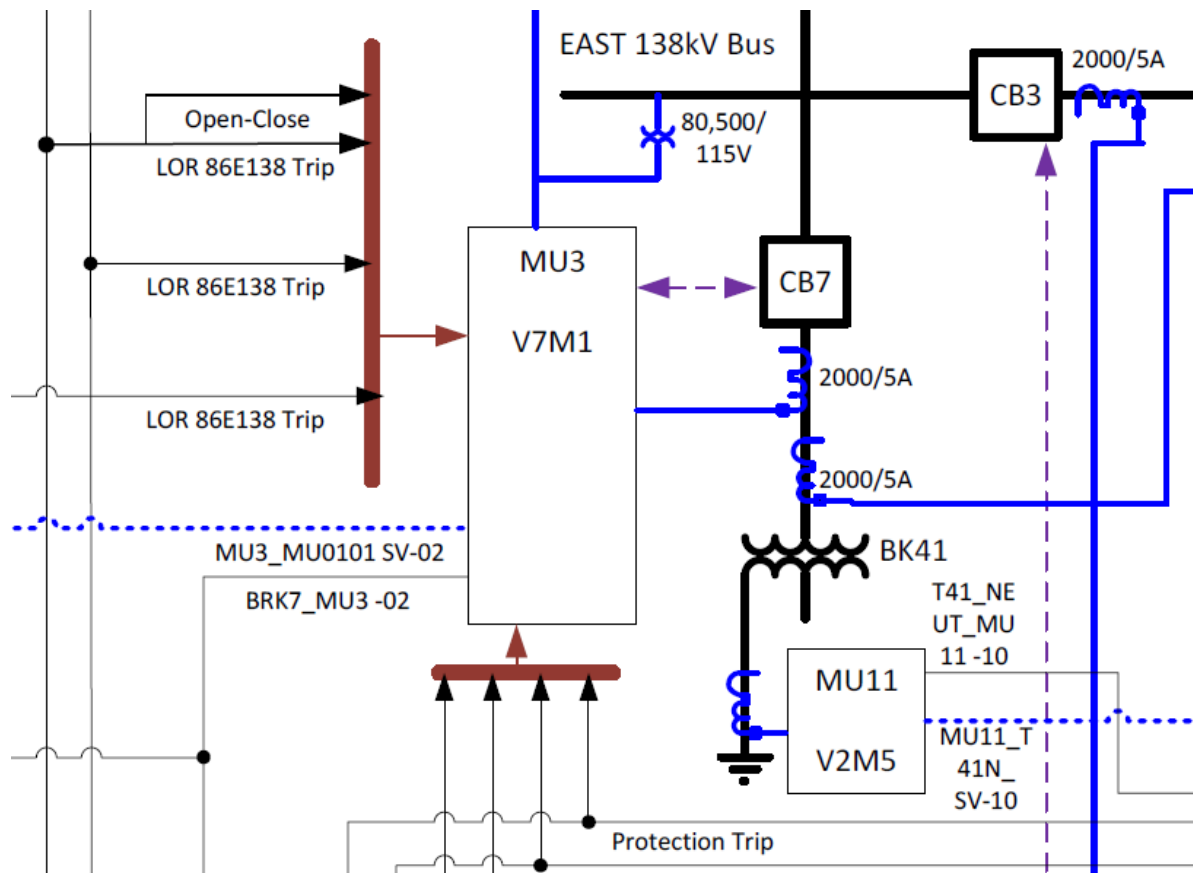 EAST 138kV Bus
2000/5A
CB3
80,500/
115V
Open-Close
LOR 86E138 Trip
MU3
V7M1
CB7
LOR 86E138 Trip
2000/5A
LOR 86E138 Trip
2000/5A
MU3_MU0101 SV-02
BRK7_MU3 -02
BK41
T41_NE
UT_MU
11 -10
MU11
V2M5
MU11_T
41N_
SV-10
Protection Trip